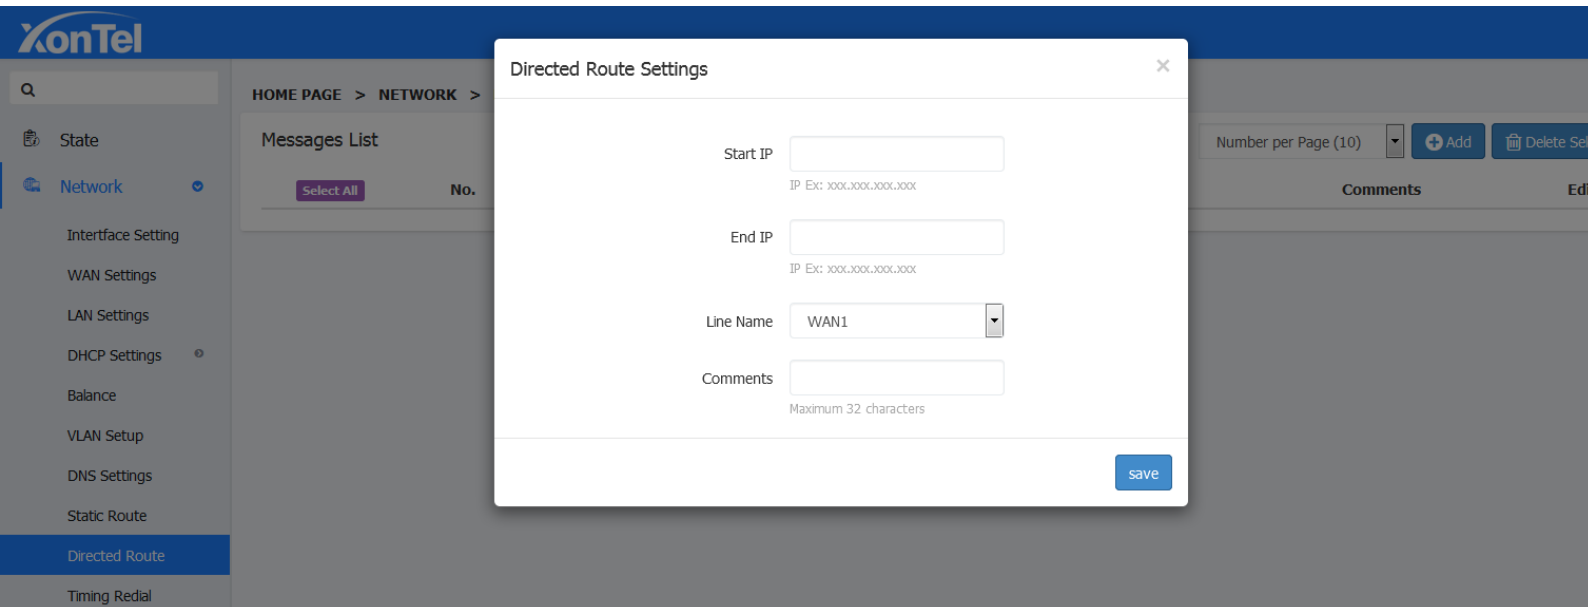 XonTel
State
Network
Intertface Setting
WAN Settings
LAN Settings
DHCP Settings
Balance
VLAN Setup
DNS Settings
Static Route
Directed Route
Timing Redial
HOME PAGE > NETWORK >
Messages List
Number per Page (10)
Add
Delete Sel
Select All
No.
Comments
Edi
Directed Route Settings
×
Start IP
IP Ex: xxx.xxx.xxx.xxx
End IP
IP Ex: xxx.xxx.xxx.xxx
Line Name WAN1
Comments
Maximum 32 characters
save